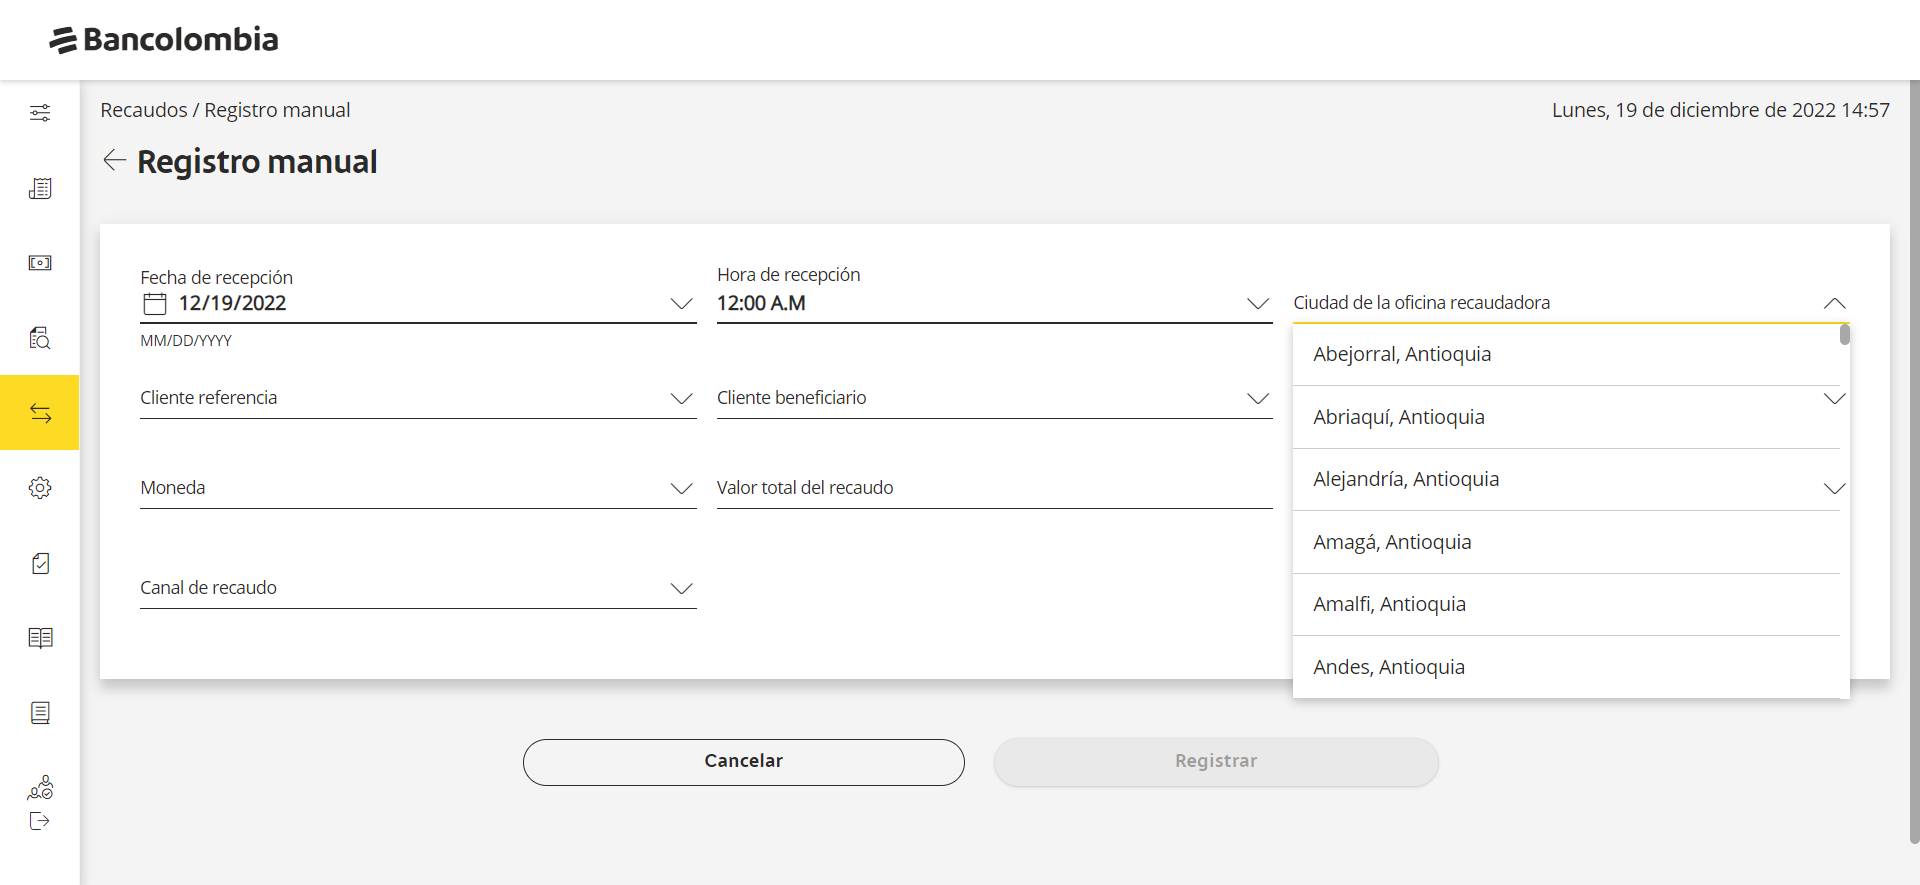 Bancolombia
Recaudos / Registro manual
Lunes, 19 de diciembre de 2022 14:57
Registro manual
Fecha de recepción
12/19/2022
MM/DD/YYYY
Hora de recepción
12:00 A.M
Ciudad de la oficina recaudadora
Abejorral, Antioquia
Abriaquí, Antioquia
Alejandría, Antioquia
Amagá, Antioquia
Amalfi, Antioquia
Andes, Antioquia
Cliente referencia
Cliente beneficiario
Moneda
Valor total del recaudo
Canal de recaudo
Cancelar
Registrar